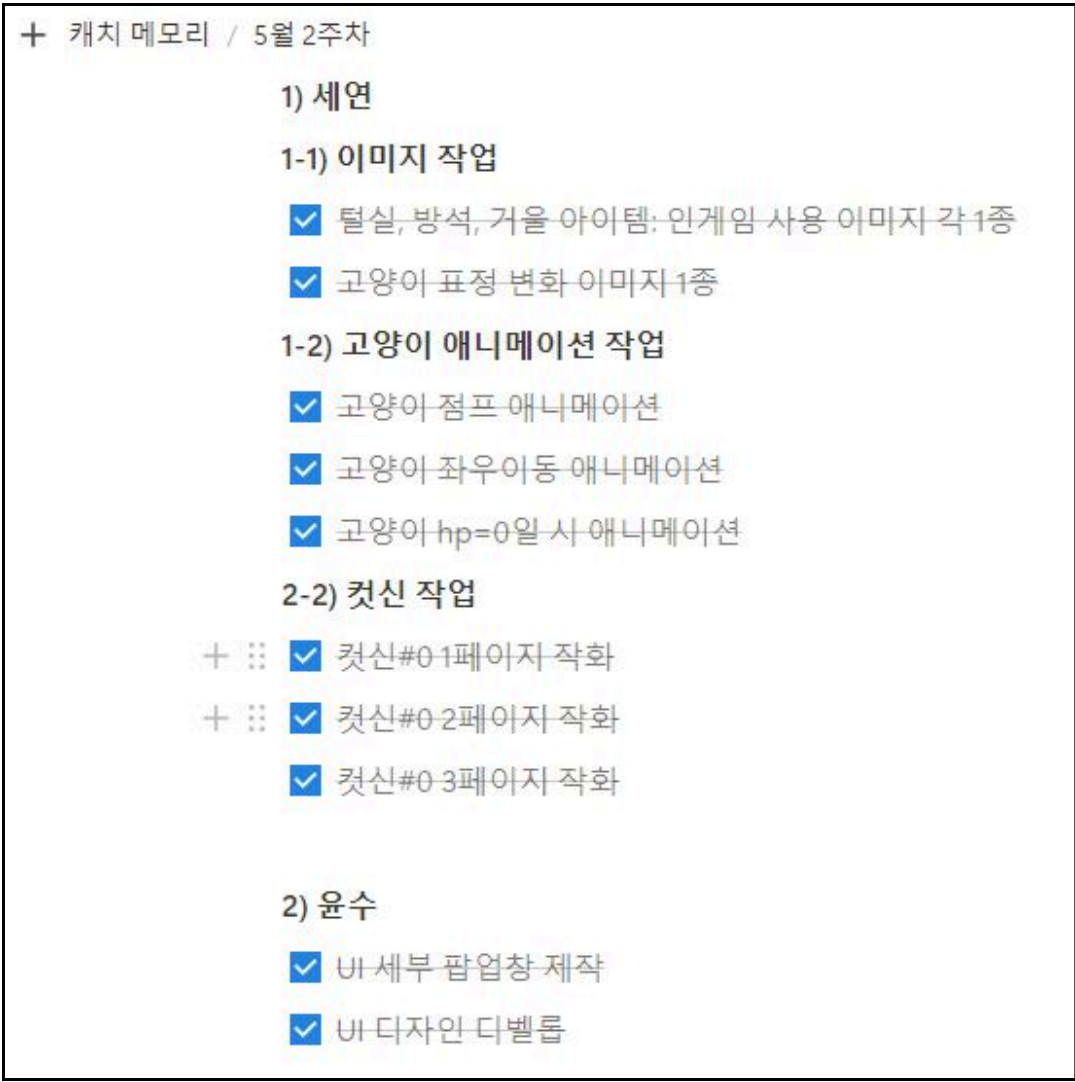 캐치 메모리 / 5월 2주차
1) 세연
1-1) 이미지 작업
털실, 방석, 거울 아이템: 인게임 사용 이미지 각 1종
고양이 표정 변화 이미지 1종
1-2) 고양이 애니메이션 작업
고양이 점프 애니메이션
고양이 좌우이동 애니메이션
고양이 hp=0일 시 애니메이션
2-2) 컷신 작업
컷신#0 1페이지 작화
컷신#0 2페이지 작화
컷신#0 3페이지 작화
2) 윤수
UI 세부 팝업창 제작
UI 디자인 디벨롭